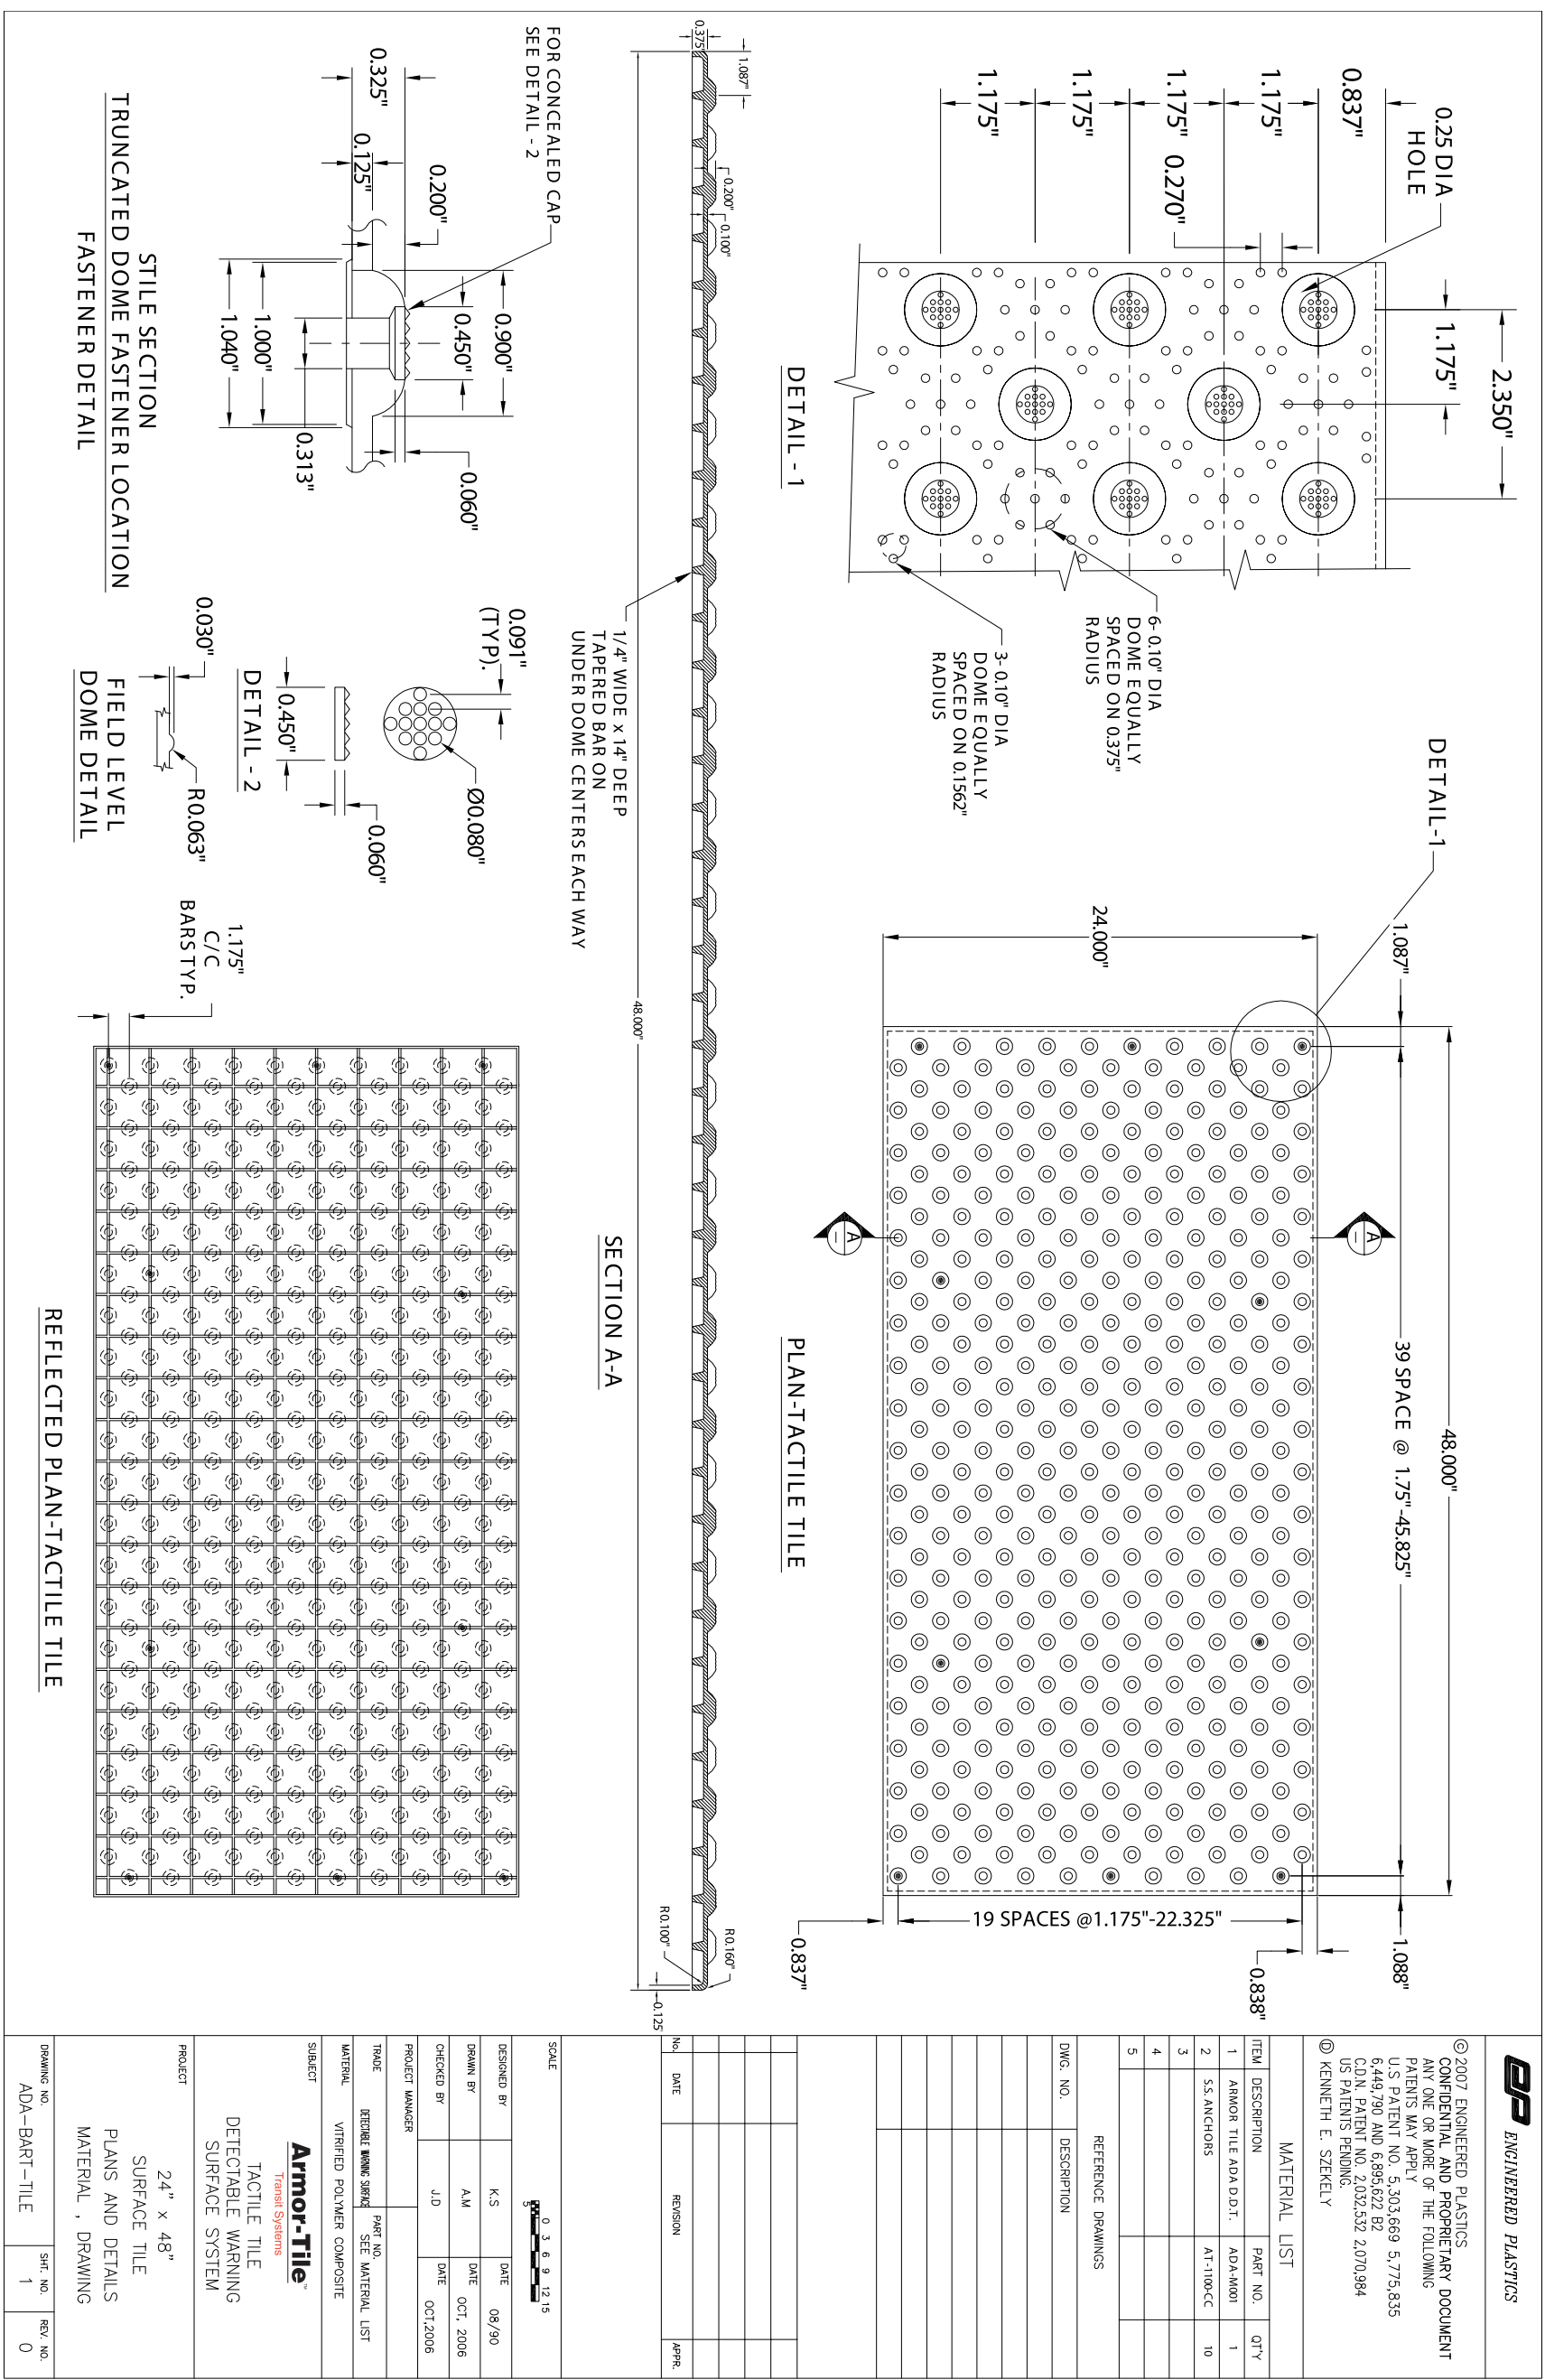 0.25 DIA
HOLE
0.837"
1.175"
1.175"
1.175"
1.175"
0.270"
2.350"
1.175"
6- 0.10" DIA
DOME EQUALLY
SPACED ON 0.375"
RADIUS
3- 0.10" DIA
DOME EQUALLY
SPACED ON 0.1562"
RADIUS
DETAIL - 1
DETAIL-1
1.087"
48.000"
39 SPACE @ 1.75"-45.825"
1.088"
24.000"
A
A
19 SPACES @1.175"-22.325"
0.838"
0.837"
PLAN-TACTILE TILE
0.375"
1.087"
0.200"
0.100"
48.000"
R0.160"
R0.100"
0.125"
1/4" WIDE x 14" DEEP
TAPERED BAR ON
UNDER DOME CENTERS EACH WAY
SECTION A-A
FOR CONCEALED CAP
SEE DETAIL - 2
0.325"
0.125"
0.200"
0.900"
0.450"
0.060"
0.313"
1.000"
1.040"
STILE SECTION
TRUNCATED DOME FASTENER LOCATION
FASTENER DETAIL
0.091"
(TYP).
Ø0.080"
0.450"
0.060"
DETAIL - 2
0.030"
R0.063"
FIELD LEVEL
DOME DETAIL
1.175"
C/C
BARS TYP.
REFLECTED PLAN-TACTILE TILE
EP ENGINEERED PLASTICS
© 2007 ENGINEERED PLASTICS
CONFIDENTIAL AND PROPRIETARY DOCUMENT
ANY ONE OR MORE OF THE FOLLOWING
PATENTS MAY APPLY
U.S PATENT NO. 5,303,669 5,775,835
6,449,790 AND 6,895,622 B2
C.D.N. PATENT NO. 2,032,532 2,070,984
US PATENTS PENDING.
Ⓓ KENNETH E. SZEKELY
MATERIAL LIST
ITEM DESCRIPTION PART NO. QT'Y
1 ARMOR TILE ADA D.D.T. ADA-M001 1
2 S.S. ANCHORS AT-1100-CC 10
3
4
5
REFERENCE DRAWINGS
DWG. NO. DESCRIPTION
No. DATE REVISION APPR.
SCALE
5 0 3 6 9 12 15
DESIGNED BY K.S DATE 08/90
DRAWN BY A.M DATE OCT, 2006
CHECKED BY J.D DATE OCT,2006
PROJECT MANAGER
TRADE DETECTABLE WARNING SURFACE PART NO. SEE MATERIAL LIST
MATERIAL VITRIFIED POLYMER COMPOSITE
SUBJECT
Armor-Tile™
Transit Systems
TACTILE TILE
DETECTABLE WARNING
SURFACE SYSTEM
PROJECT
24" x 48"
SURFACE TILE
PLANS AND DETAILS
MATERIAL , DRAWING
DRAWING NO. SHT. NO. REV. NO.
ADA-BART-TILE 1 0